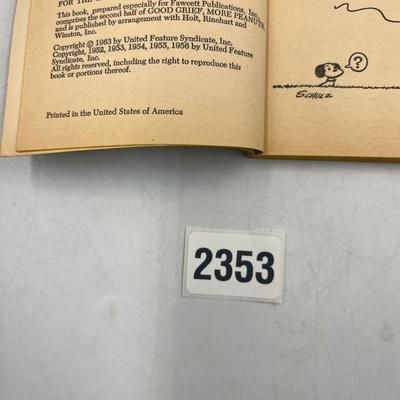 FOR THE
This book, prepared especially for Fawcett Publications, Inc.,
comprises the second half of GOOD GRIEF, MORE PEANUTS
and is published by arrangement with Holt, Rinehart and
Winston, Inc.
Copyright © 1963 by United Feature Syndicate, Inc.
Copyright, 1952, 1953, 1954, 1955, 1956 by United Feature
Syndicate, Inc.
All rights reserved, including the right to reproduce this
book or portions thereof.
Printed in the United States of America
?
SCHULZ
2353